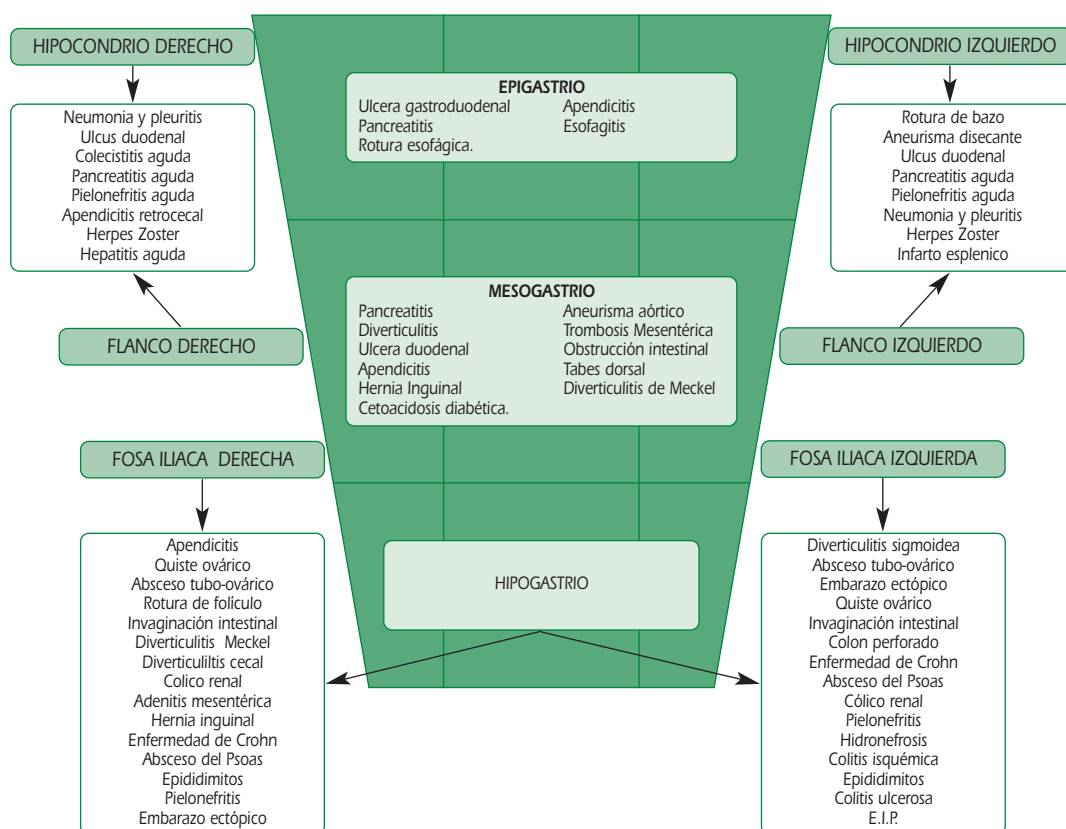 HIPOCONDRIO DERECHO
Neumonia y pleuritis
Ulcus duodenal
Colecistitis aguda
Pancreatitis aguda
Pielonefritis aguda
Apendicitis retrocecal
Herpes Zoster
Hepatitis aguda
FLANCO DERECHO
EPIGASTRIO
Ulcera gastroduodenal Apendicitis
Pancreatitis Esofagitis
Rotura esofágica.
HIPOCONDRIO IZQUIERDO
Rotura de bazo
Aneurisma disecante
Ulcus duodenal
Pancreatitis aguda
Pielonefritis aguda
Neumonia y pleuritis
Herpes Zoster
Infarto esplenico
FLANCO IZQUIERDO
MESOGASTRIO
Pancreatitis Aneurisma aórtico
Diverticulitis Trombosis Mesentérica
Ulcera duodenal Obstrucción intestinal
Apendicitis Tabes dorsal
Hernia Inguinal Diverticulitis de Meckel
Cetoacidosis diabética.
FOSA ILIACA DERECHA
Apendicitis
Quiste ovárico
Absceso tubo-ovárico
Rotura de folículo
Invaginación intestinal
Diverticulitis Meckel
Diverticuliltis cecal
Colico renal
Adenitis mesentérica
Hernia inguinal
Enfermedad de Crohn
Absceso del Psoas
Epididimitos
Pielonefritis
Embarazo ectópico
HIPOGASTRIO
FOSA ILIACA IZQUIERDA
Diverticulitis sigmoidea
Absceso tubo-ovárico
Embarazo ectópico
Quiste ovárico
Invaginación intestinal
Colon perforado
Enfermedad de Crohn
Absceso del Psoas
Cólico renal
Pielonefritis
Hidronefrosis
Colitis isquémica
Epididimitos
Colitis ulcerosa
E.I.P.